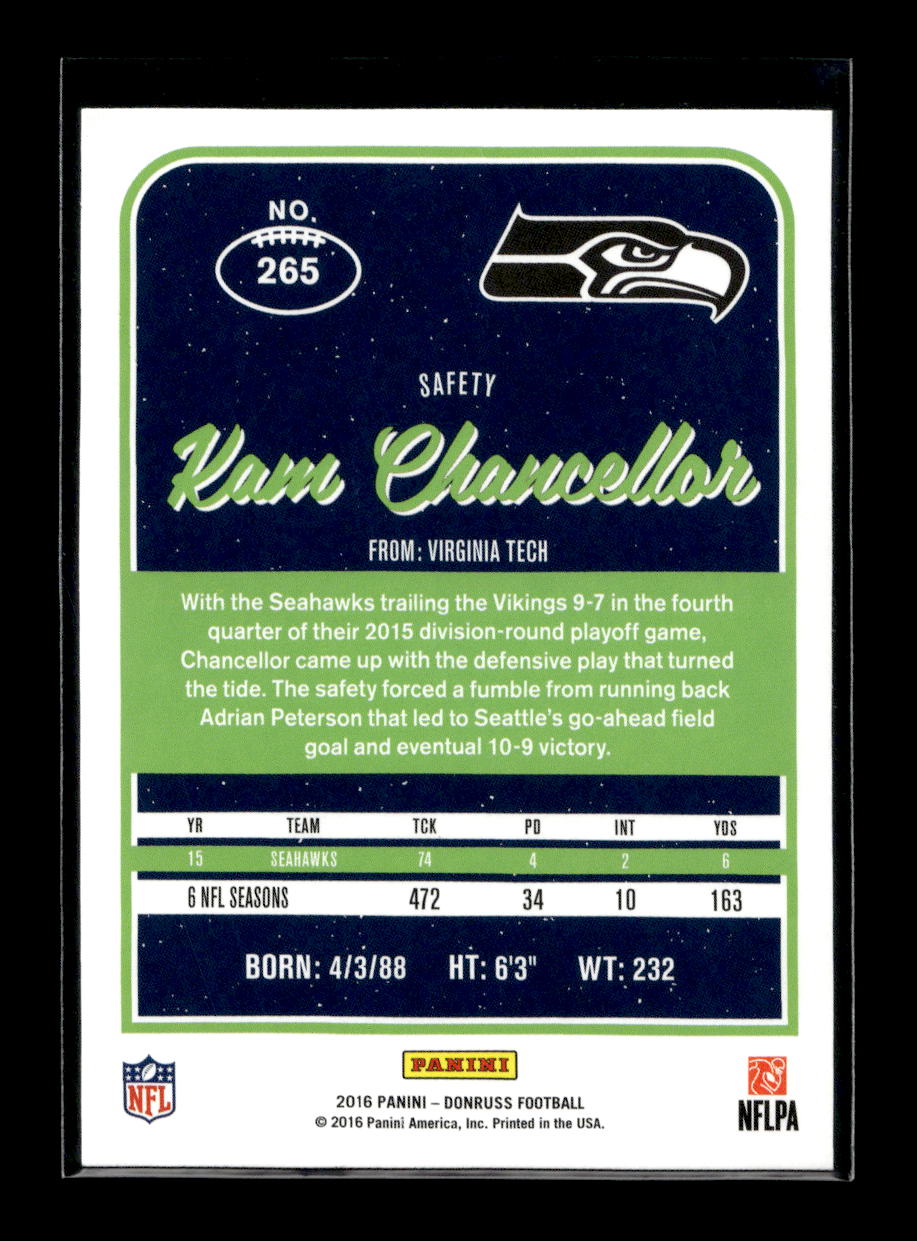 NO.
265
SAFETY
Kam Chancellor
FROM: VIRGINIA TECH
With the Seahawks trailing the Vikings 9-7 in the fourth
quarter of their 2015 division-round playoff game,
Chancellor came up with the defensive play that turned
the tide. The safety forced a fumble from running back
Adrian Peterson that led to Seattle's go-ahead field
goal and eventual 10-9 victory.
YR TEAM TCK PD INT YDS
15 SEAHAWKS 74 4 2 6
6 NFL SEASONS 472 34 10 163
BORN: 4/3/88 HT: 6'3" WT: 232
PANINI
NFL
2016 PANINI – DONRUSS FOOTBALL
© 2016 Panini America, Inc. Printed in the USA.
NFLPA